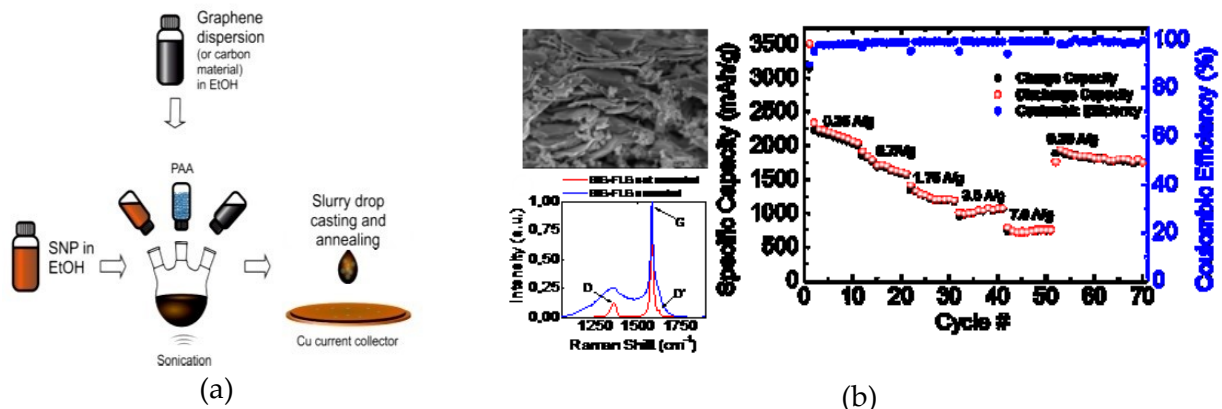 Graphene
dispersion
(or carbon
material)
in EtOH
PAA
SNP in
EtOH
Slurry drop
casting and
annealing
Cu current collector
Sonication
(a)
Intensity (a.u.)
1,00
0,75
0,50
0,25
0,00
G
D
D'
1250 1500 1750
Raman Shift (cm⁻¹)
Specific Capacity (mAh/g)
3500
3000
2500
2000
1500
1000
500
0
Charge Capacity
Discharge Capacity
Coulombic Efficiency
0.35 A/g
0.7A/g
1.75 A/g
3.5 A/g
7.0 A/g
0.35 A/g
0 10 20 30 40 50 60 70
Cycle #
100
80
60
40
20
0
Coulombic Efficiency (%)
(b)